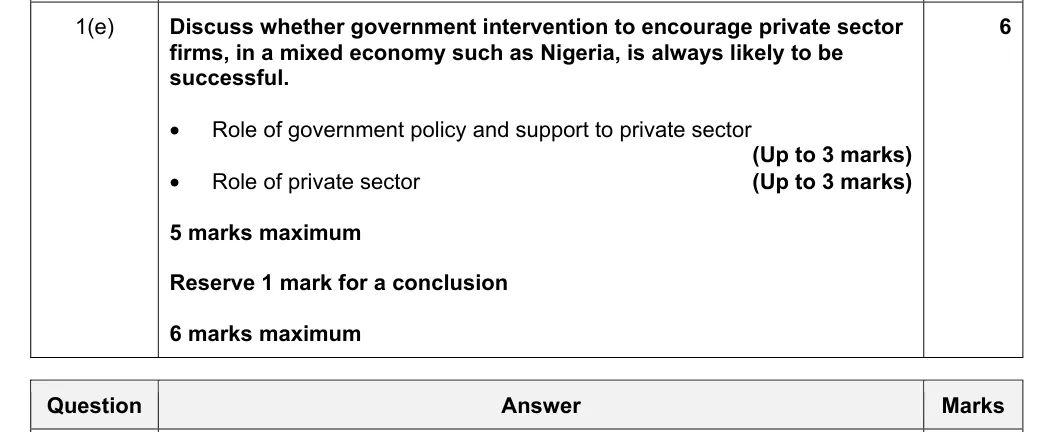 1(e) Discuss whether government intervention to encourage private sector 6
firms, in a mixed economy such as Nigeria, is always likely to be
successful.
• Role of government policy and support to private sector
(Up to 3 marks)
• Role of private sector (Up to 3 marks)
5 marks maximum
Reserve 1 mark for a conclusion
6 marks maximum
Question Answer Marks